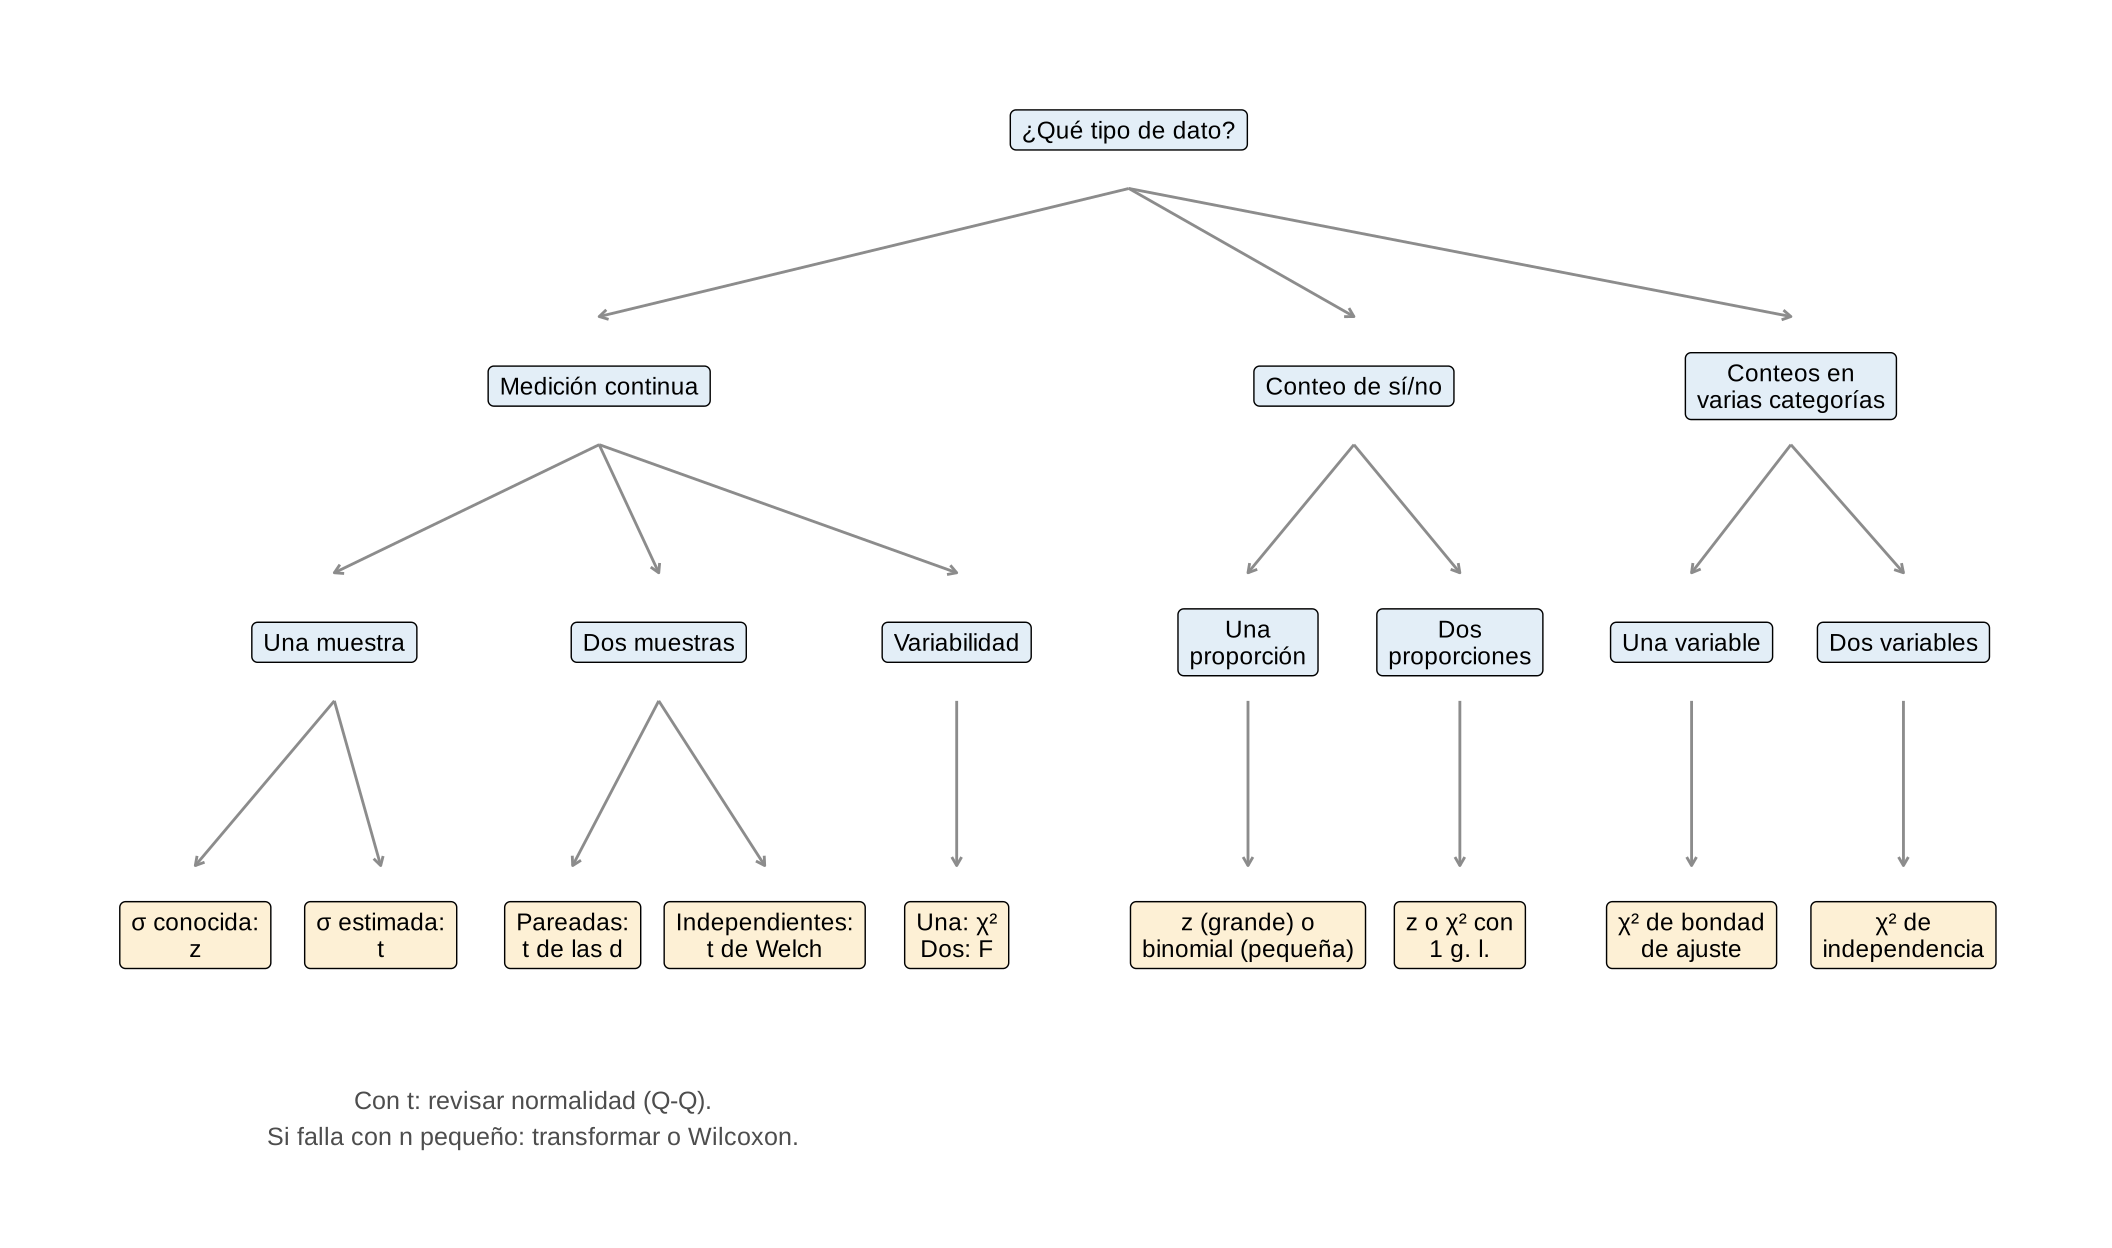 ¿Qué tipo de dato?
Medición continua
Conteo de sí/no
Conteos en
varias categorías
Una muestra
Dos muestras
Variabilidad
Una
proporción
Dos
proporciones
Una variable
Dos variables
σ conocida:
z
σ estimada:
t
Pareadas:
t de las d
Independientes:
t de Welch
Una: χ²
Dos: F
z (grande) o
binomial (pequeña)
z o χ² con
1 g. l.
χ² de bondad
de ajuste
χ² de
independencia
Con t: revisar normalidad (Q-Q).
Si falla con n pequeño: transformar o Wilcoxon.